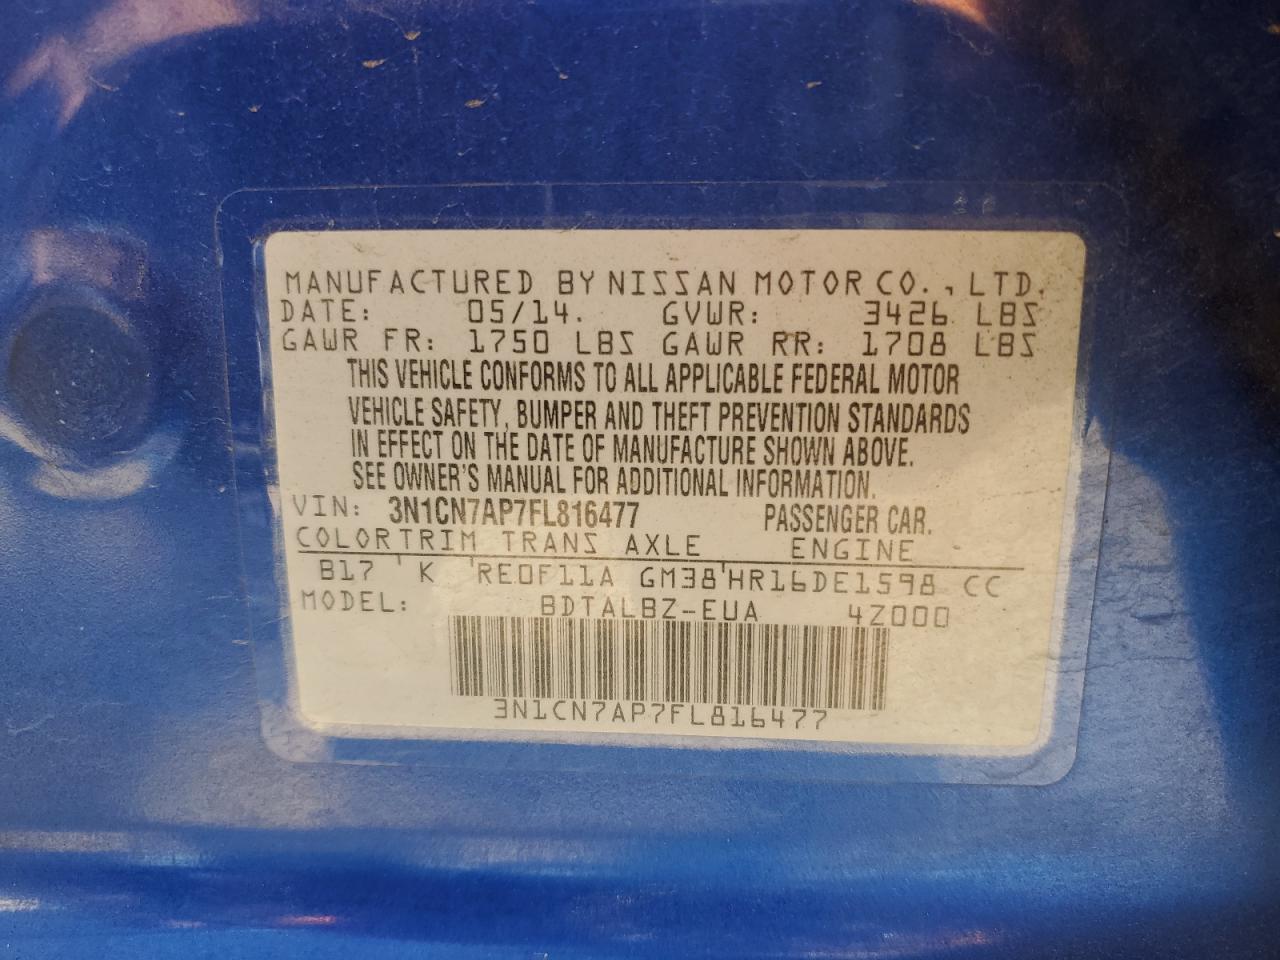 MANUFACTURED BY NISSAN MOTOR CO., LTD.
DATE: 05/14. GVWR: 3426 LBS
GAWR FR: 1750 LBS GAWR RR: 1708 LBS
THIS VEHICLE CONFORMS TO ALL APPLICABLE FEDERAL MOTOR
VEHICLE SAFETY, BUMPER AND THEFT PREVENTION STANDARDS
IN EFFECT ON THE DATE OF MANUFACTURE SHOWN ABOVE.
SEE OWNER'S MANUAL FOR ADDITIONAL INFORMATION.
VIN: 3N1CN7AP7FL816477 PASSENGER CAR.
COLORTRIM TRANS AXLE ENGINE
B17 ' K 'RE0F11A GM38'HR16DE1598 CC
MODEL: BDTALBZ-EUA 4Z000
3N1CN7AP7FL816477